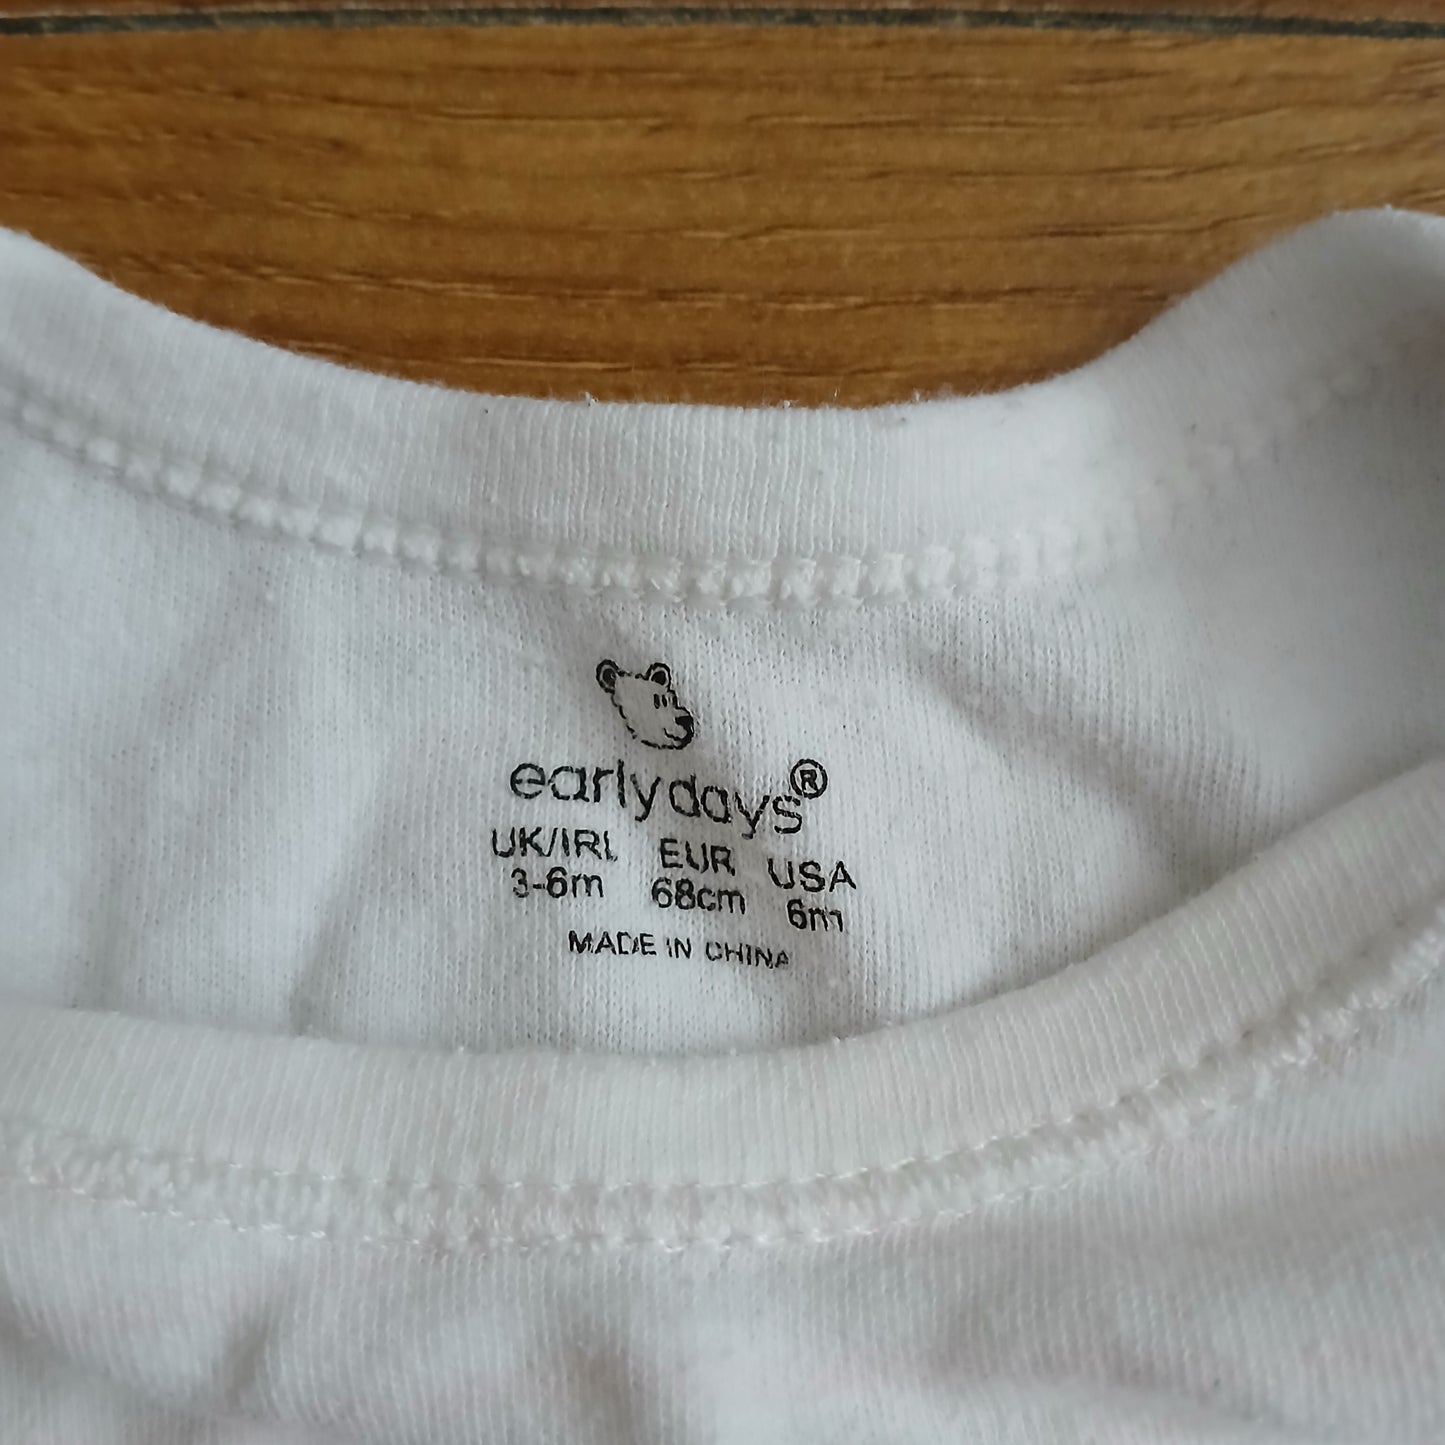 earlydays®
UK/IRL EUR USA
3-6m 68cm 6m
MADE IN CHINA